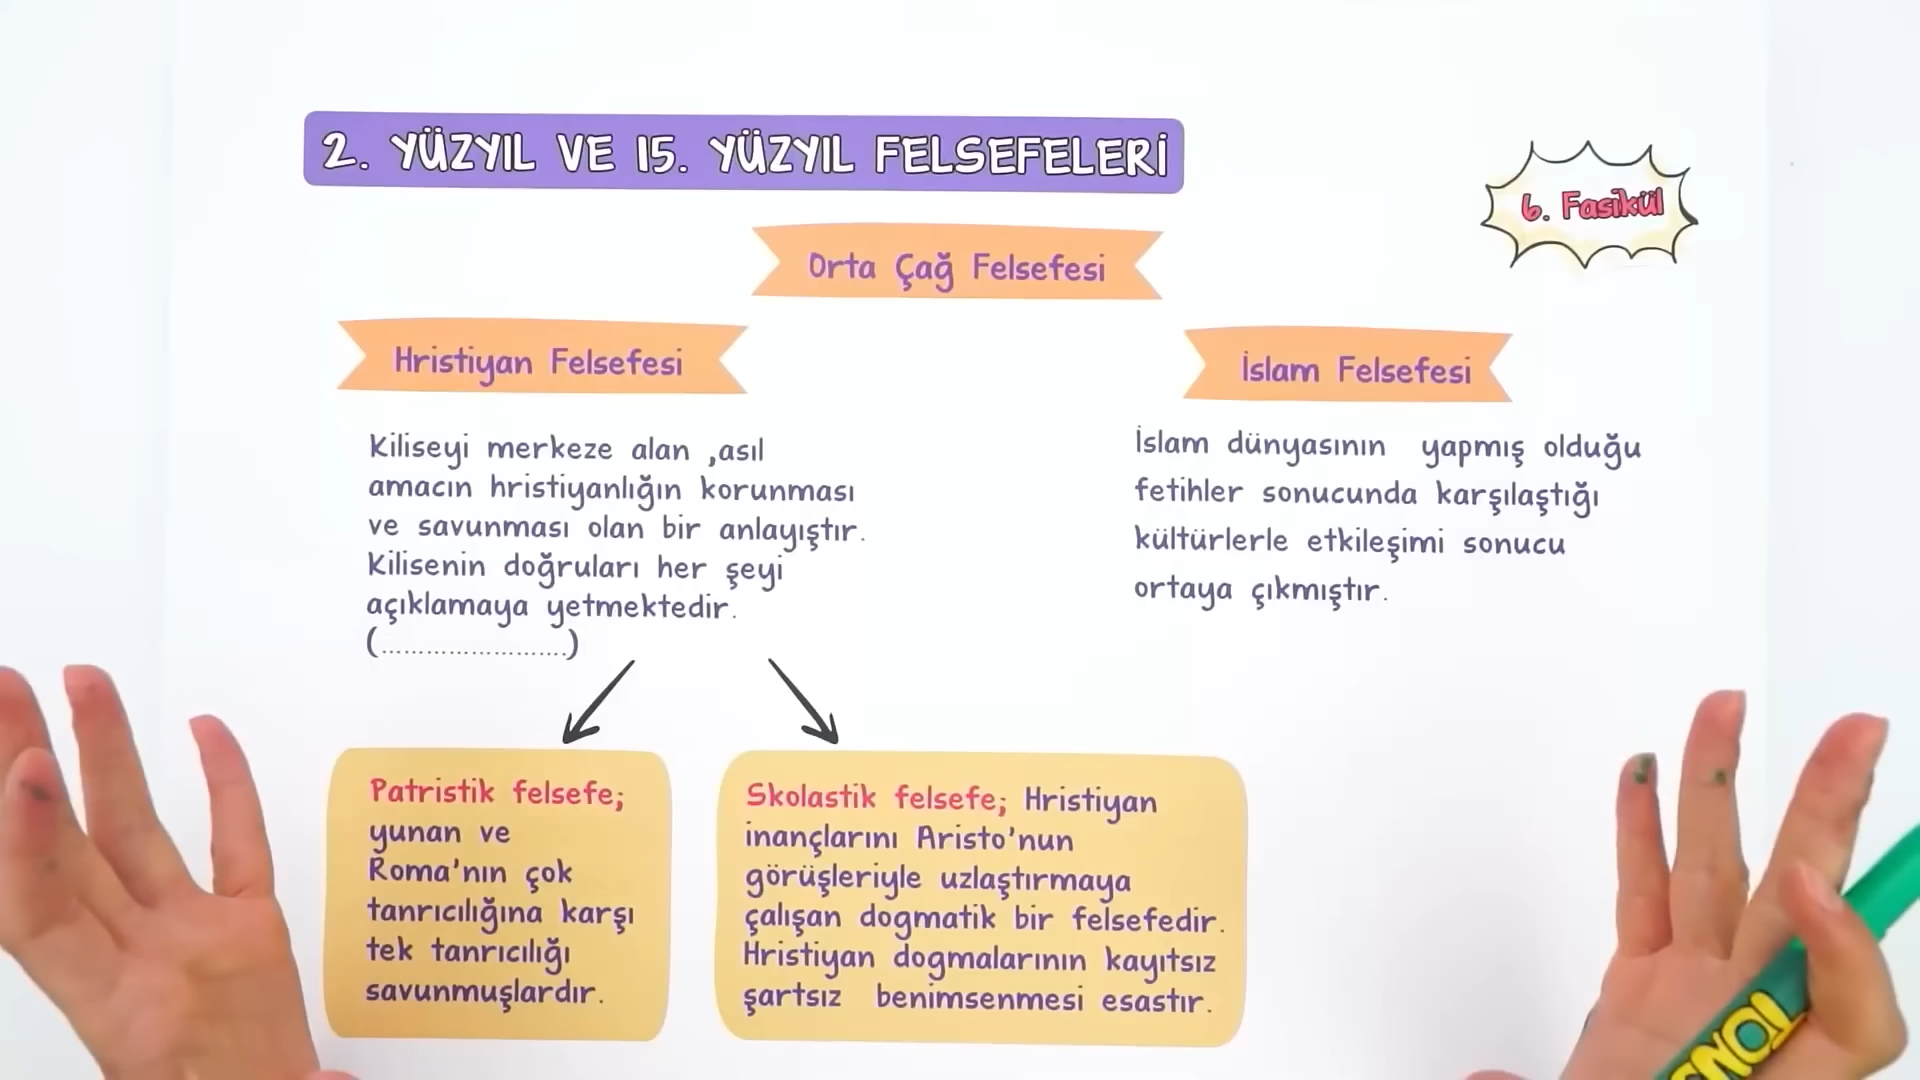 2. YÜZYIL VE 15. YÜZYIL FELSEFELERİ
6. Fasikül
Orta Çağ Felsefesi
Hristiyan Felsefesi
Kiliseyi merkeze alan ,asıl
amacın hristiyanlığın korunması
ve savunması olan bir anlayıştır.
Kilisenin doğruları her şeyi
açıklamaya yetmektedir.
(.........................)
Patristik felsefe;
yunan ve
Roma'nın çok
tanrıcılığına karşı
tek tanrıcılığı
savunmuşlardır.
Skolastik felsefe; Hristiyan
inançlarını Aristo'nun
görüşleriyle uzlaştırmaya
çalışan dogmatik bir felsefedir.
Hristiyan dogmalarının kayıtsız
şartsız benimsenmesi esastır.
İslam Felsefesi
İslam dünyasının yapmış olduğu
fetihler sonucunda karşılaştığı
kültürlerle etkileşimi sonucu
ortaya çıkmıştır.